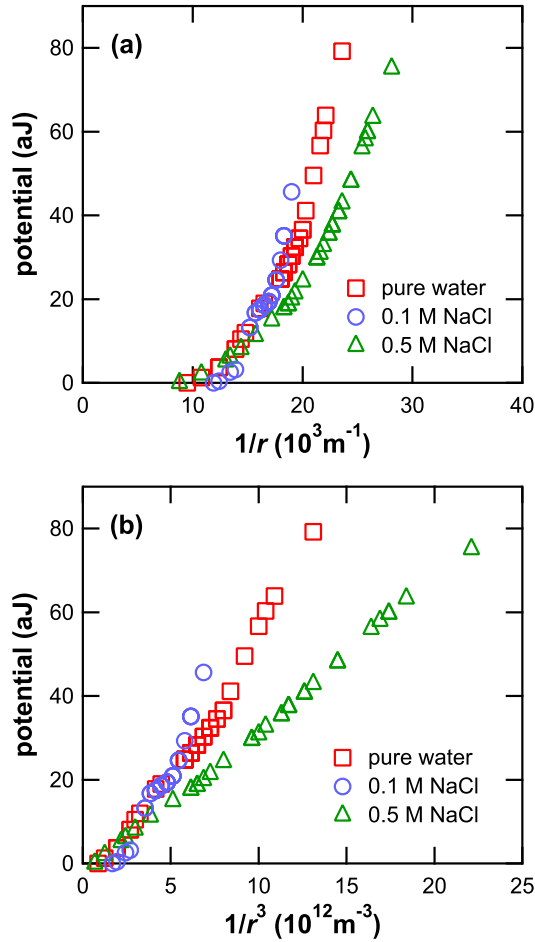 (a)
80
60
40
20
0
potential (aJ)
pure water
0.1 M NaCl
0.5 M NaCl
0 10 20 30 40
1/r (10³m⁻¹)
(b)
80
60
40
20
0
potential (aJ)
pure water
0.1 M NaCl
0.5 M NaCl
0 5 10 15 20 25
1/r³ (10¹²m⁻³)